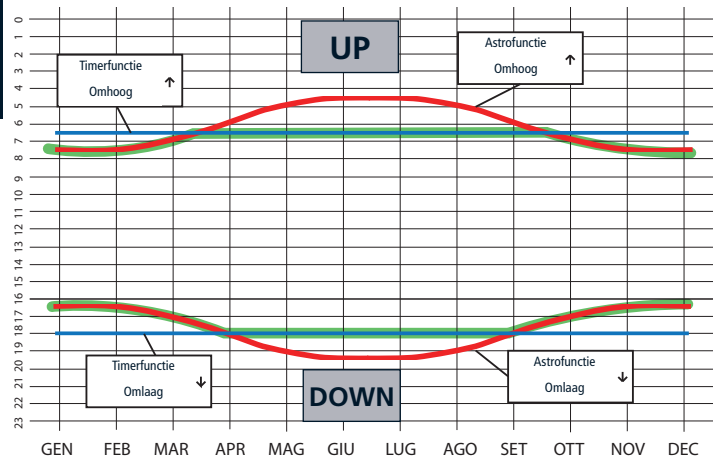 0
1
2
3
4
5
6
7
8
9
10
11
12
13
14
15
16
17
18
19
20
21
22
23
UP
Timerfunctie
Omhoog
↑
Astrofunctie
Omhoog
↑
Timerfunctie
Omlaag
↓
DOWN
Astrofunctie
Omlaag
↓
GEN FEB MAR APR MAG GIU LUG AGO SET OTT NOV DEC